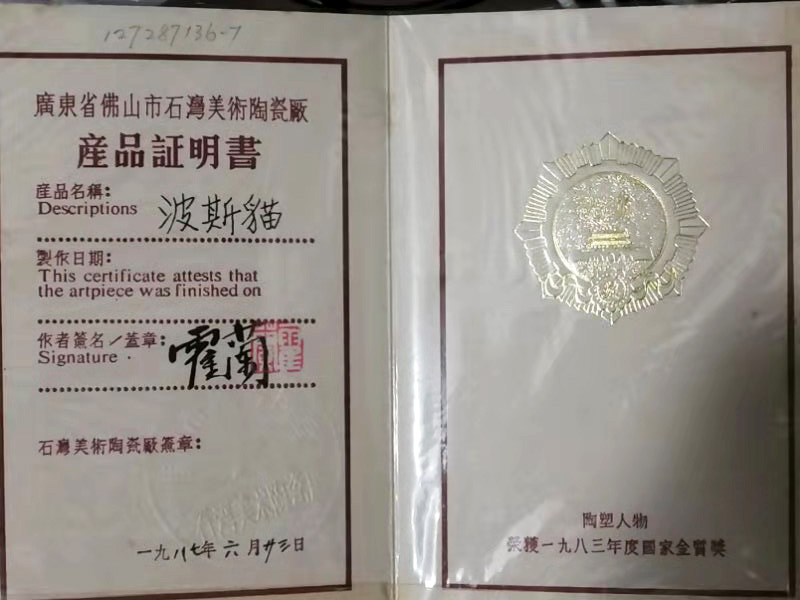 127287136-7
廣東省佛山市石灣美術陶瓷厰
産品証明書
産品名稱:
Descriptions 波斯貓
製作日期:
This certificate attests that
the artpiece was finished on
作者簽名/蓋章:
Signature · 霍蘭
石灣美術陶瓷厰簽章:
一九八七年六月廿三日
陶塑人物
榮獲一九八三年度國家金質獎